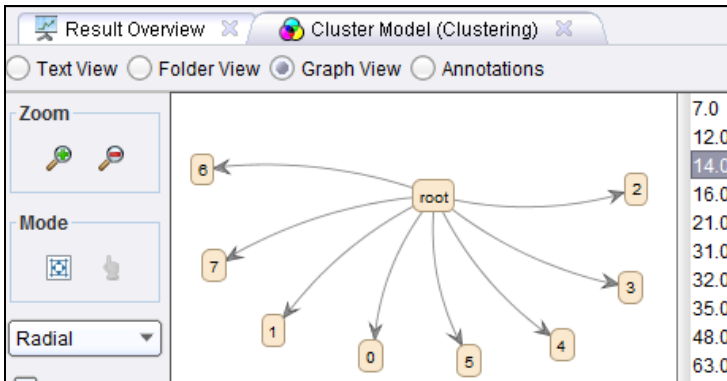 Result Overview
Cluster Model (Clustering)
Text View
Folder View
Graph View
Annotations
Zoom
Mode
Radial
root
6
2
7
3
1
0
5
4
7.0
12.0
14.0
16.0
21.0
31.0
32.0
35.0
48.0
63.0